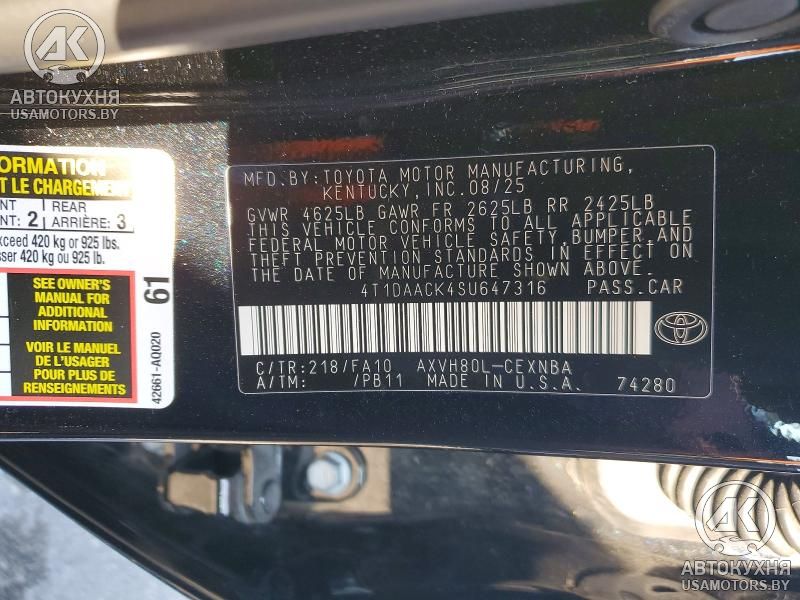 АК
АВТОКУХНЯ
USAMOTORS.BY
ORMATION
T LE CHARGEMENT
NT | REAR
NT: 2 | ARRIÈRE: 3
xceed 420 kg or 925 lbs.
sser 420 kg ou 925 lb.
SEE OWNER'S
MANUAL FOR
ADDITIONAL
INFORMATION
VOIR LE MANUEL
DE L'USAGER
POUR PLUS DE
RENSEIGNEMENTS
61
42661-A0020
MFD.BY:TOYOTA MOTOR MANUFACTURING,
KENTUCKY, INC.08/25
GVWR 4625LB GAWR FR 2625LB RR 2425LB
THIS VEHICLE CONFORMS TO ALL APPLICABLE
FEDERAL MOTOR VEHICLE SAFETY,BUMPER,AND
THEFT PREVENTION STANDARDS IN EFFECT ON
THE DATE OF MANUFACTURE SHOWN ABOVE.
4T1DAACK4SU647316 PASS.CAR
C/TR:218/FA10 AXVH80L-CEXNBA
A/TM: /PB11 MADE IN U.S.A. 74280
АК
АВТОКУХНЯ
USAMOTORS.BY